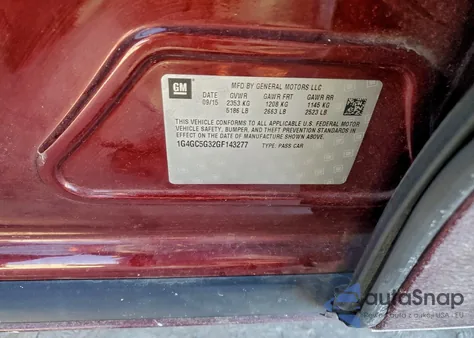 GM
MFD BY GENERAL MOTORS LLC
DATE GVWR GAWR FRT GAWR RR
09/15 2353 KG 1208 KG 1145 KG
5186 LB 2663 LB 2523 LB
THIS VEHICLE CONFORMS TO ALL APPLICABLE U.S. FEDERAL MOTOR
VEHICLE SAFETY, BUMPER, AND THEFT PREVENTION STANDARDS IN
EFFECT ON THE DATE OF MANUFACTURE SHOWN ABOVE.
1G4GC5G32GF143277 TYPE: PASS CAR
autoSnap